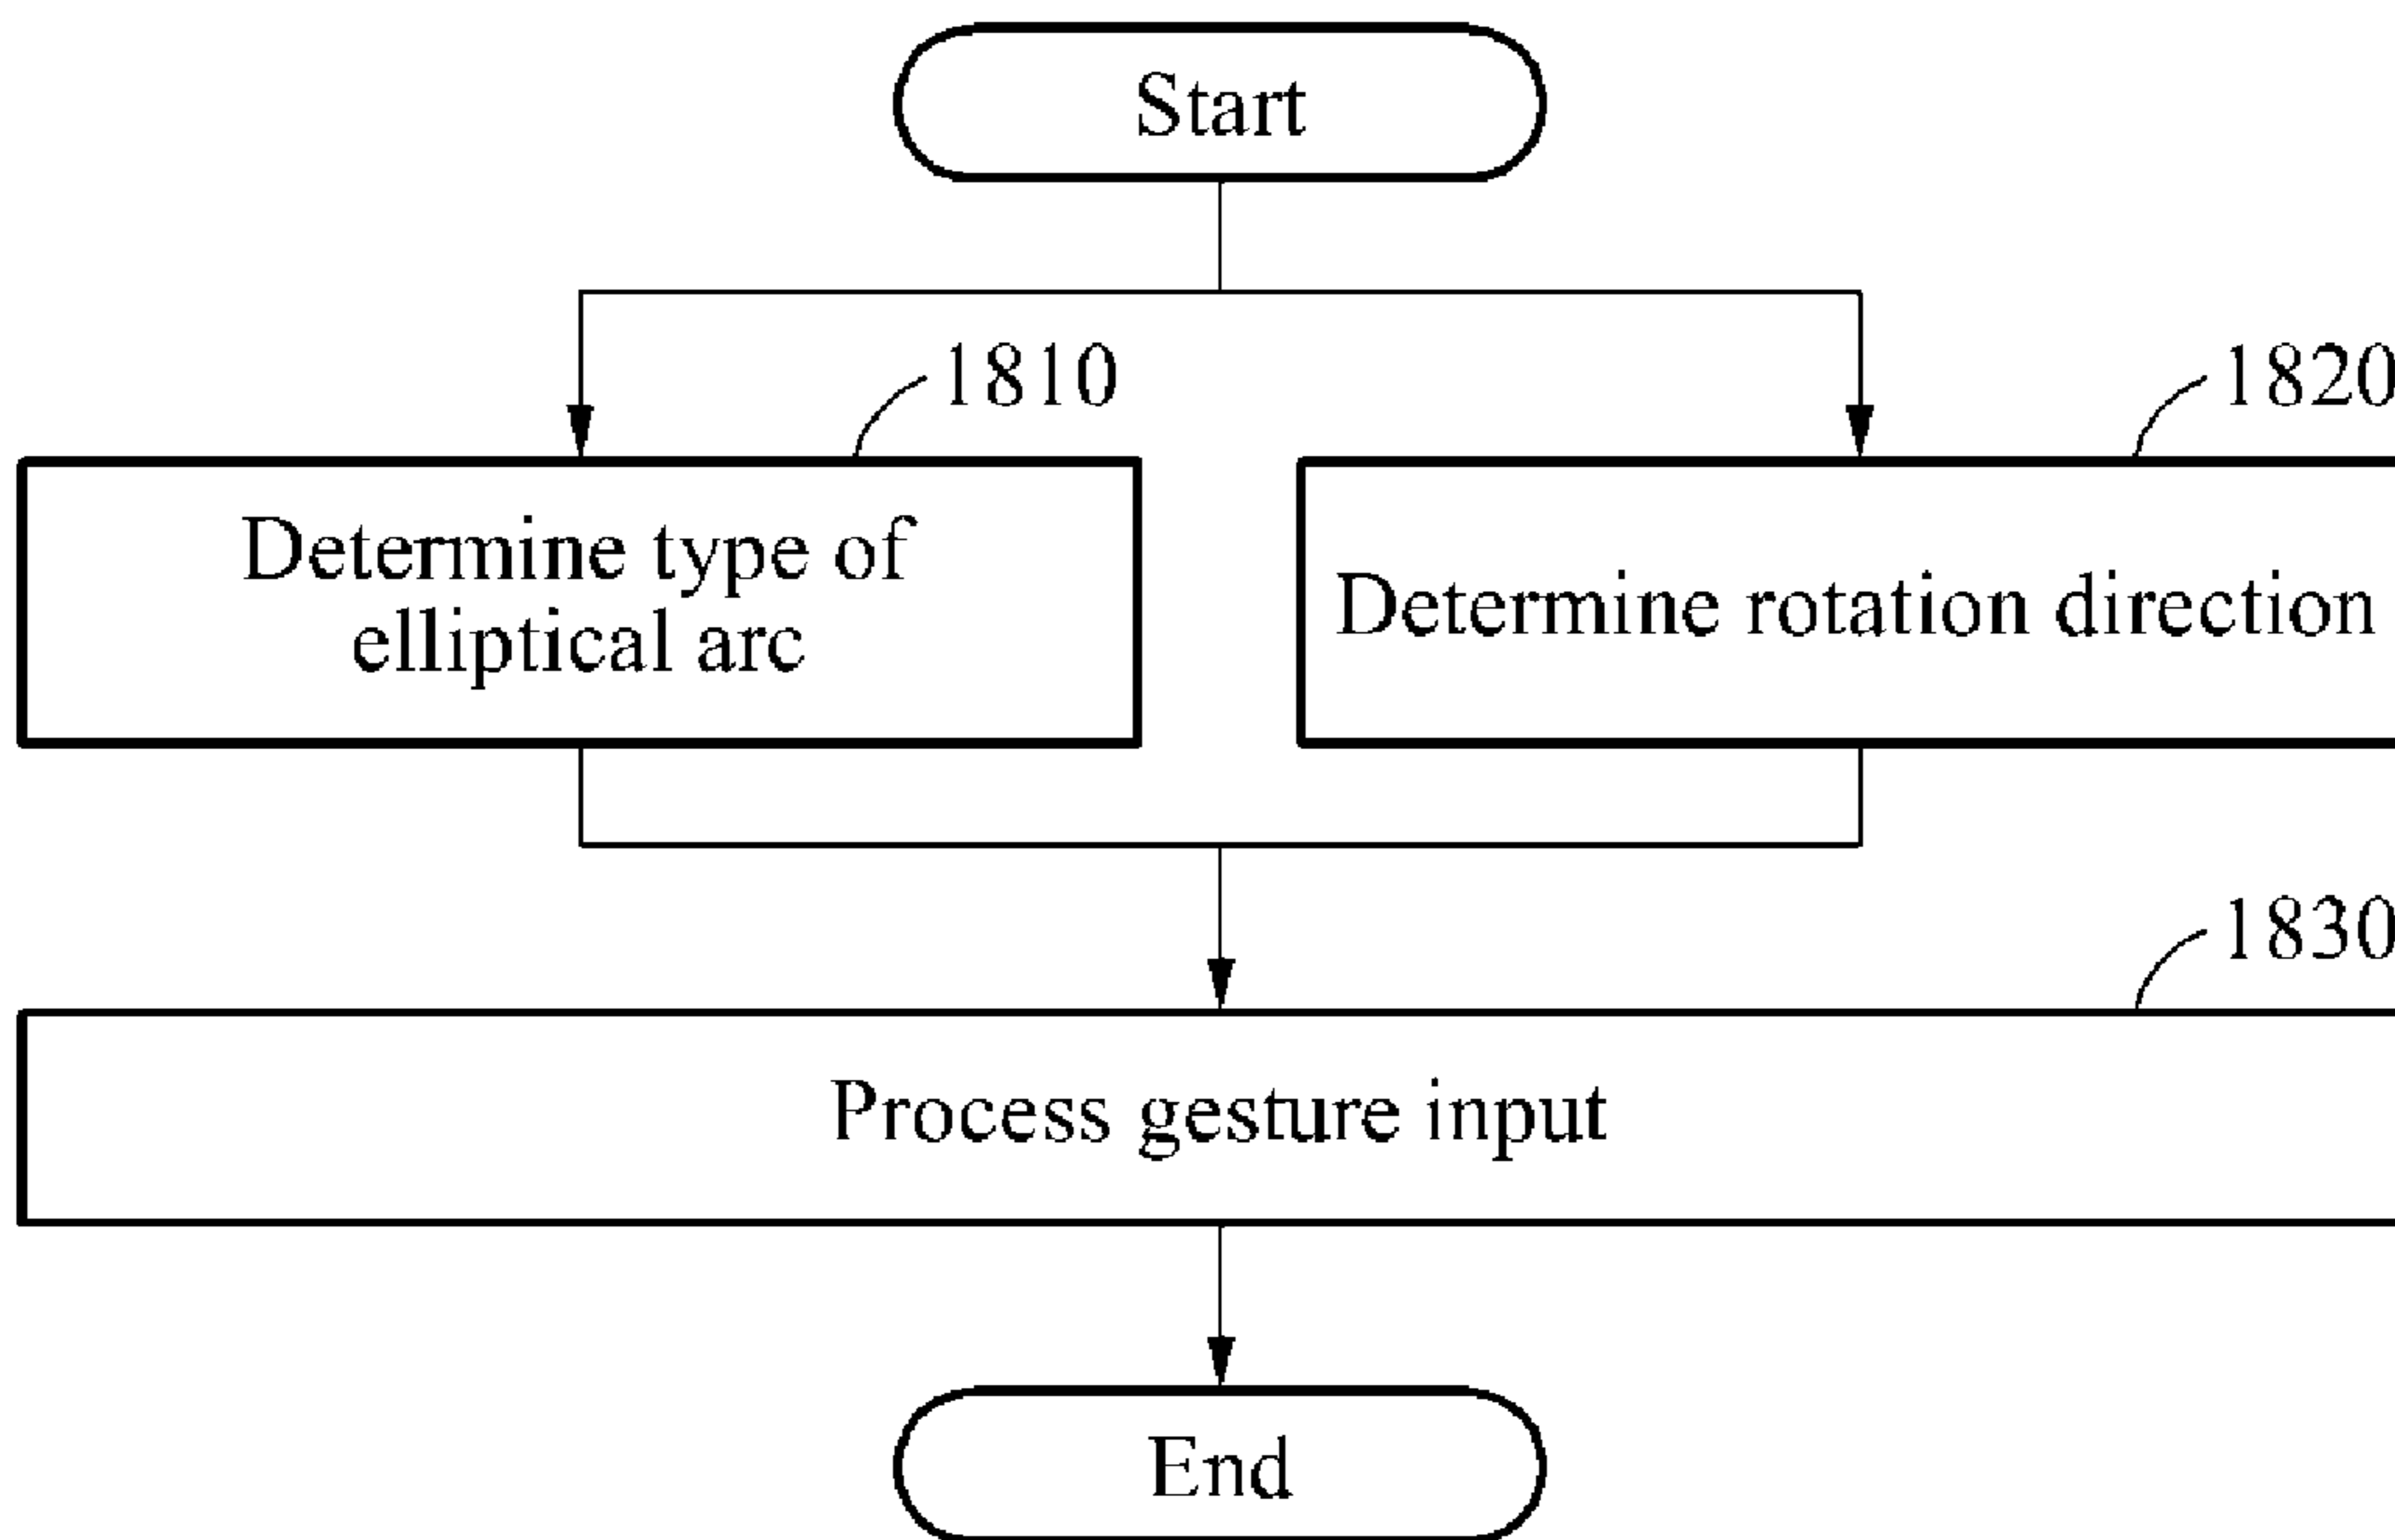 Start
1810
1820
Determine type of
elliptical arc
Determine rotation direction
1830
Process gesture input
End